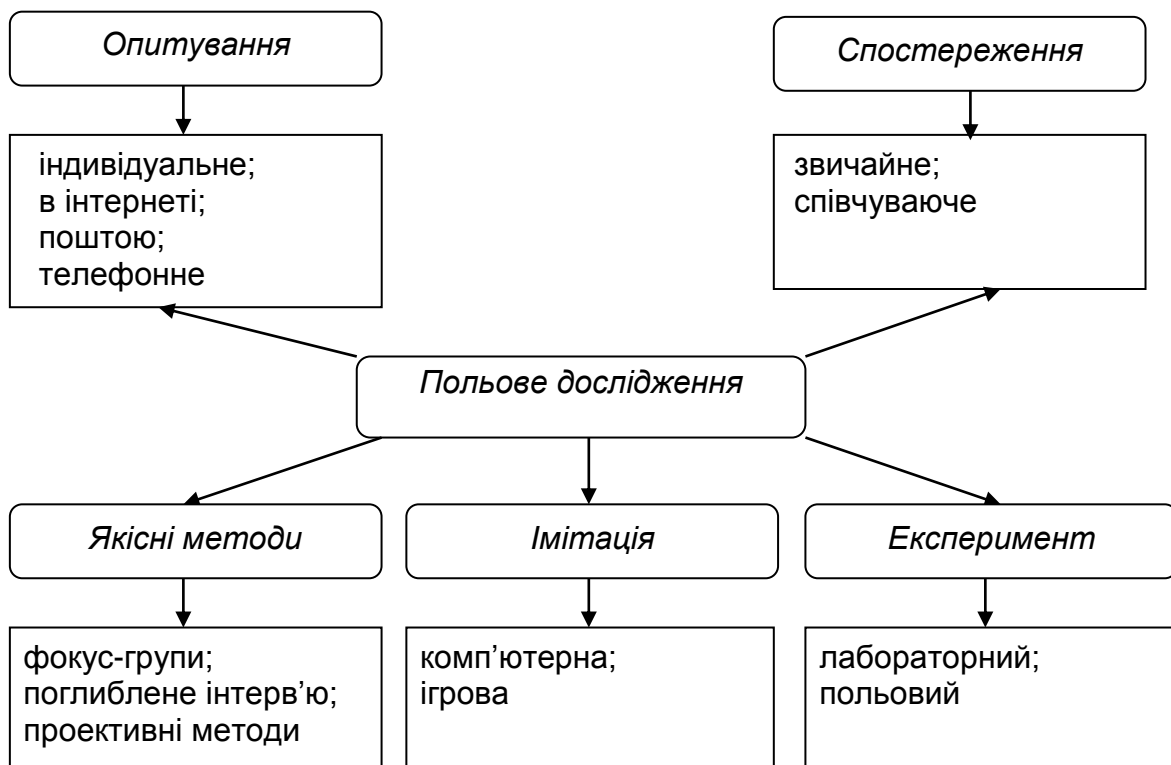 Опитування
Спостереження
індивідуальне;
в інтернеті;
поштою;
телефонне
звичайне;
співчуваюче
Польове дослідження
Якісні методи
Імітація
Експеримент
фокус-групи;
поглиблене інтерв’ю;
проективні методи
комп’ютерна;
ігрова
лабораторний;
польовий